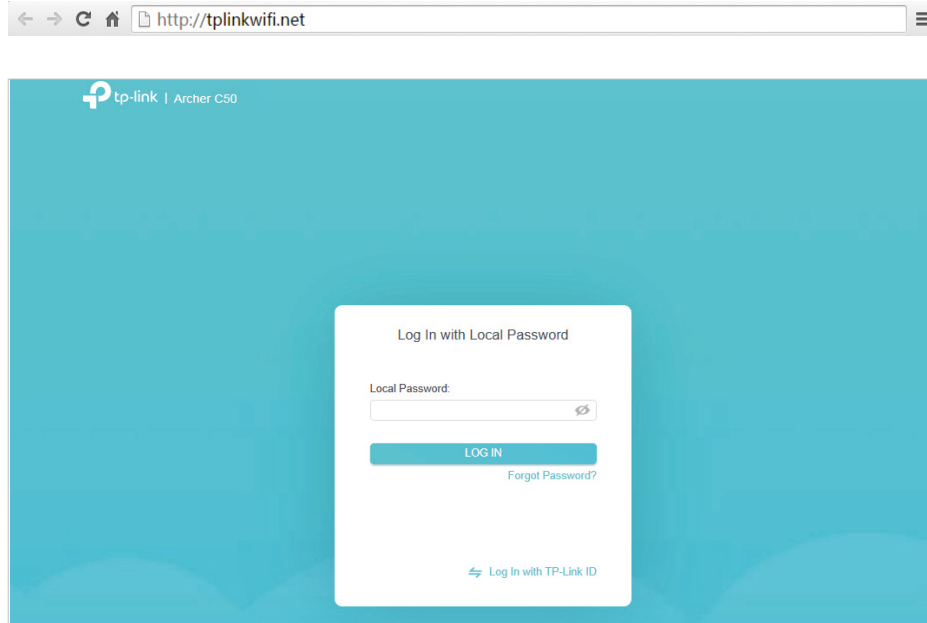 http://tplinkwifi.net
tp-link | Archer C50
Log In with Local Password
Local Password:
LOG IN
Forgot Password?
Log In with TP-Link ID